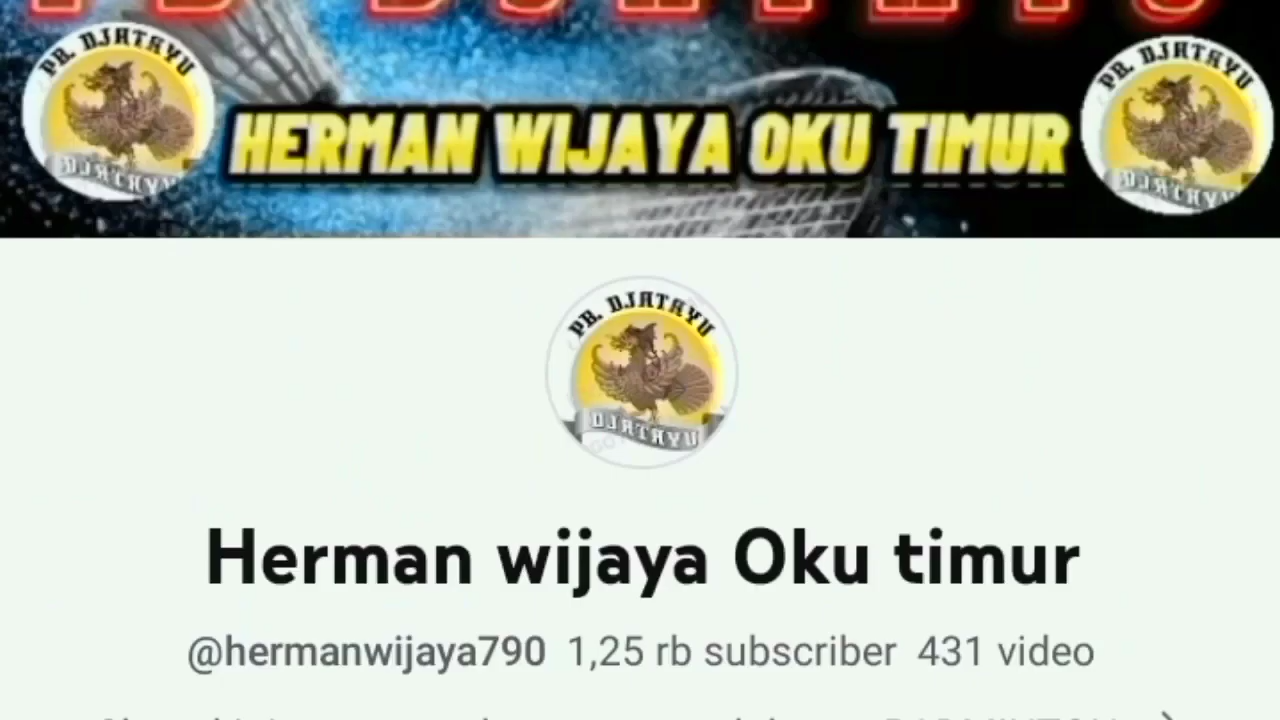 PB. DJATAYU
DJATAYU
HERMAN WIJAYA OKU TIMUR
PB. DJATAYU
DJATAYU
PB. DJATAYU
DJATAYU
Herman wijaya Oku timur
@hermanwijaya790 1,25 rb subscriber 431 video